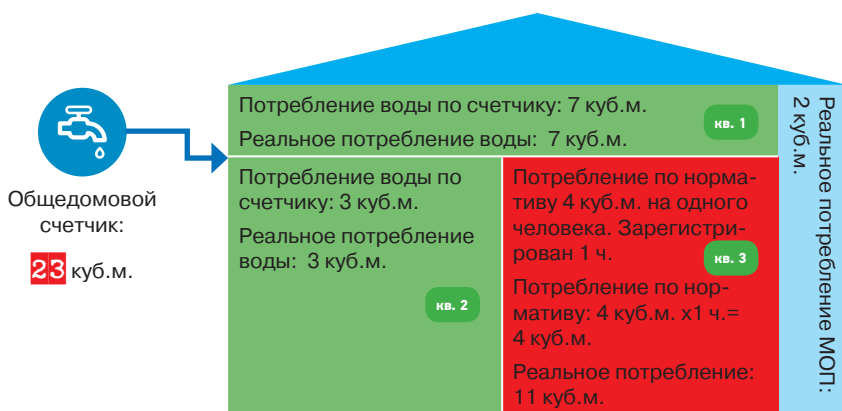 Общедомовой
счетчик:
23 куб.м.
Потребление воды по счетчику: 7 куб.м.
Реальное потребление воды: 7 куб.м.
кв. 1
Потребление воды по
счетчику: 3 куб.м.
Реальное потребление
воды: 3 куб.м.
кв. 2
Потребление по норма-
тиву 4 куб.м. на одного
человека. Зарегистри-
рован 1 ч.
кв. 3
Потребление по нор-
мативу: 4 куб.м. х1 ч.=
4 куб.м.
Реальное потребление:
11 куб.м.
Реальное потребление МОП:
2 куб.м.